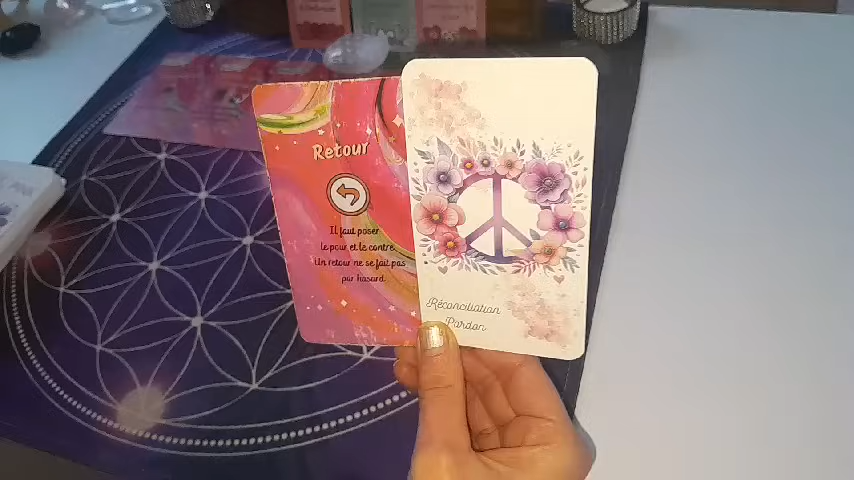 Retour
Il faut poser
le pour et le contre.
Un retour ne se fait pas
par hasard.
Réconciliation
Pardon